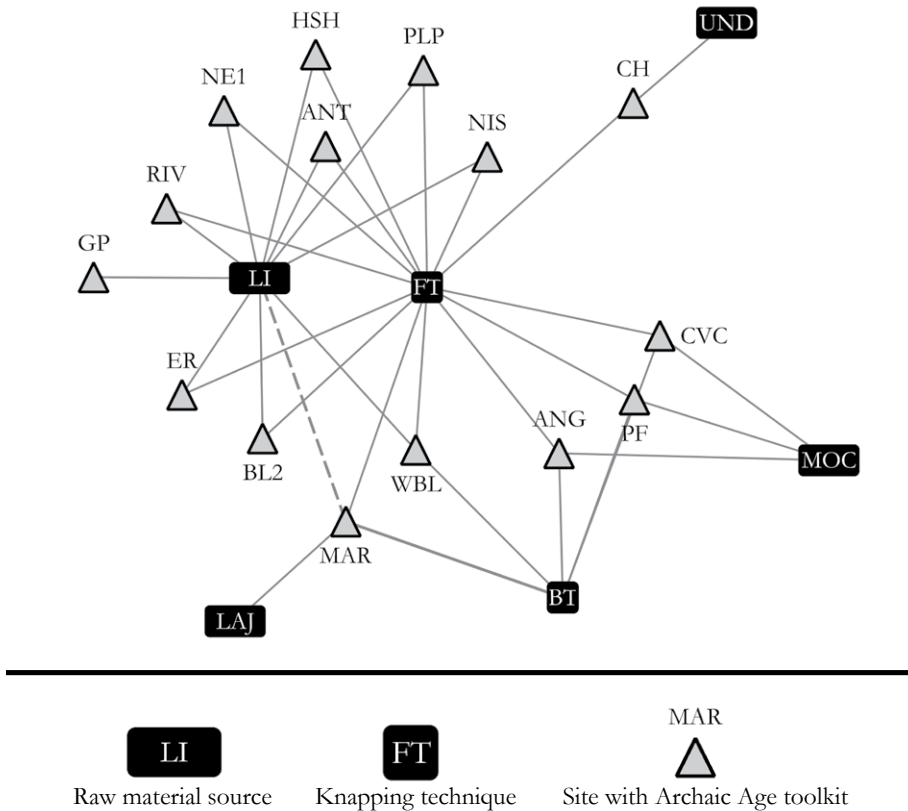 HSH
UND
PLP
CH
NE1
ANT
NIS
RIV
GP
LI
FT
CVC
ER
ANG
PF
MOC
BL2
WBL
MAR
BT
LAJ
MAR
LI
FT
Raw material source
Knapping technique
Site with Archaic Age toolkit